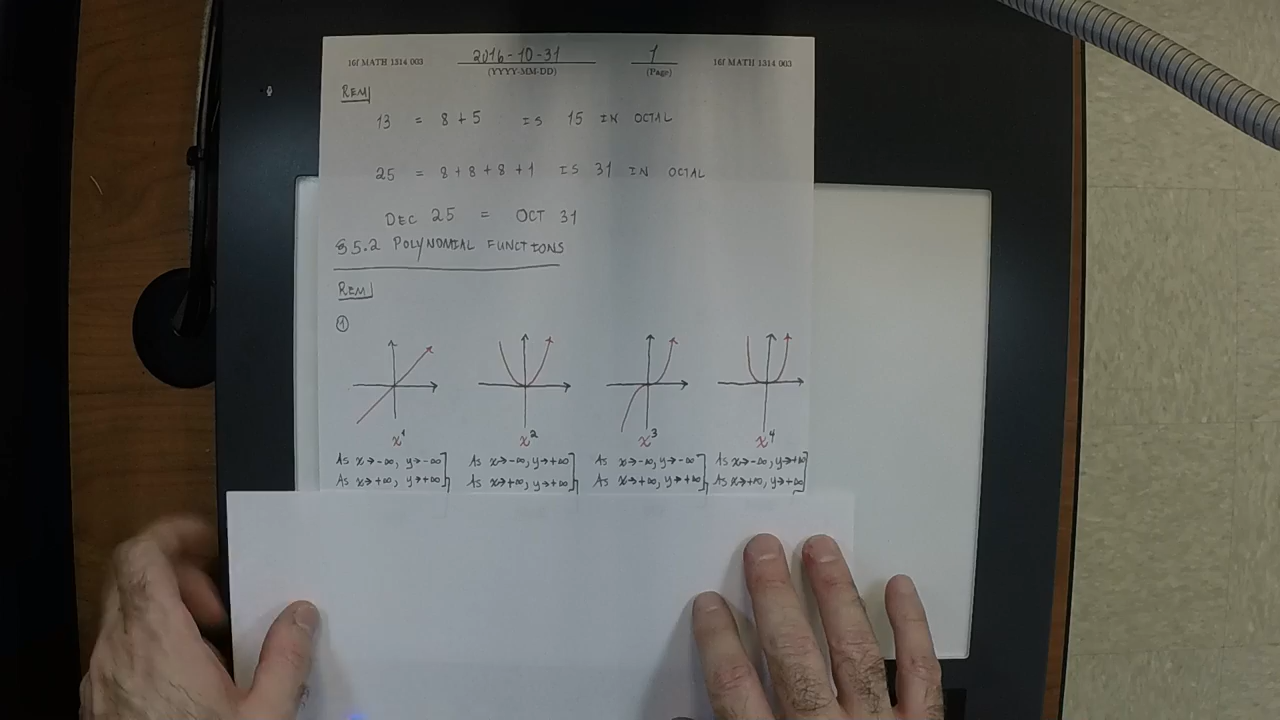 16f MATH 1314 003 2016-10-31 1 16f MATH 1314 003
(YYYY-MM-DD) (Page)
REM
13 = 8 + 5 IS 15 IN OCTAL
25 = 8 + 8 + 8 + 1 IS 31 IN OCTAL
DEC 25 = OCT 31
§5.2 POLYNOMIAL FUNCTIONS
REM
①
x¹ x² x³ x⁴
As x→-∞, y→-∞ As x→-∞, y→+∞ As x→-∞, y→-∞ As x→-∞, y→+∞
As x→+∞, y→+∞ As x→+∞, y→+∞ As x→+∞, y→+∞ As x→+∞, y→+∞